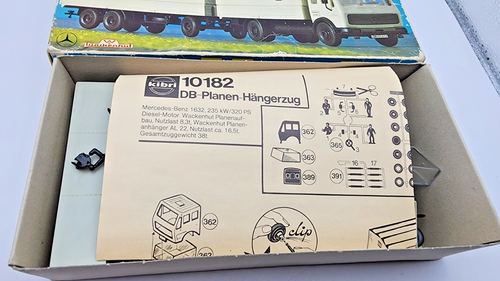 kibri
10182
DB-Planen-Hängerzug
Mercedes-Benz 1632, 235 kW/320 PS
Diesel-Motor. Wackenhut Planenauf-
bau, Nutzlast 8,3t, Wackenhut Planen-
anhänger AL 22, Nutzlast ca. 16,5t.
Gesamtzuggewicht 38t.
362
363
389
365
391
16
17
362
clip